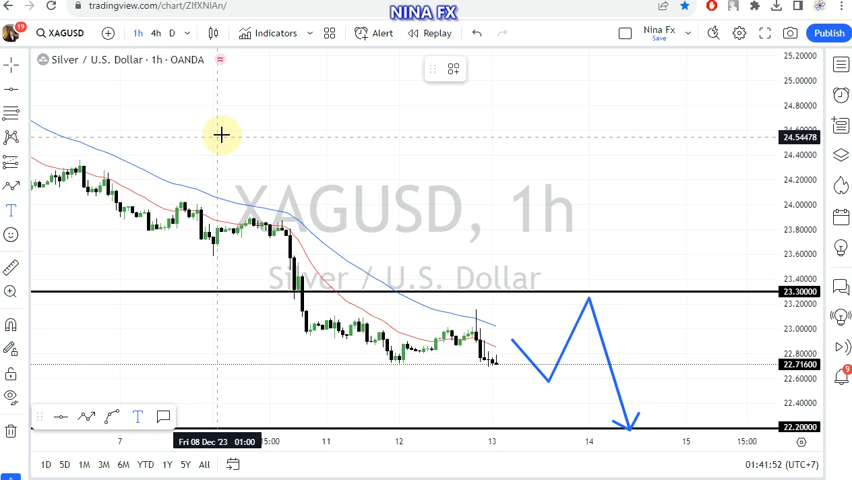 tradingview.com/chart/ZlfXNlAn/
NINA FX
19
XAGUSD
1h
4h
D
Indicators
Alert
Replay
Nina Fx
Save
Publish
Silver / U.S. Dollar · 1h · OANDA
25.20000
25.00000
24.80000
24.60000
24.54478
24.40000
24.20000
24.00000
23.80000
23.60000
23.40000
23.30000
23.20000
23.00000
22.80000
22.71600
22.60000
22.40000
22.20000
XAGUSD, 1h
Silver / U.S. Dollar
T
T
9
7
Fri 08 Dec '23 01:00
15:00
11
12
13
14
15
15:00
1D 5D 1M 3M 6M YTD 1Y 5Y All
01:41:52 (UTC+7)